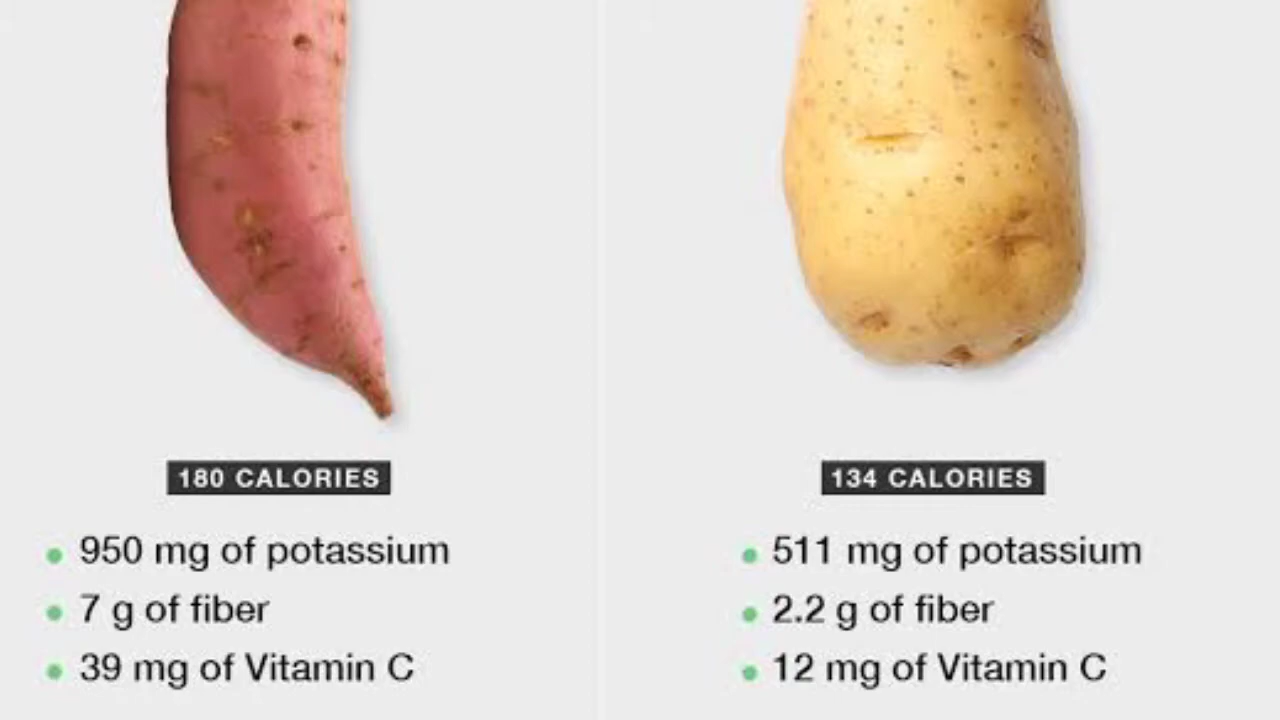 180 CALORIES
950 mg of potassium
7 g of fiber
39 mg of Vitamin C
134 CALORIES
511 mg of potassium
2.2 g of fiber
12 mg of Vitamin C